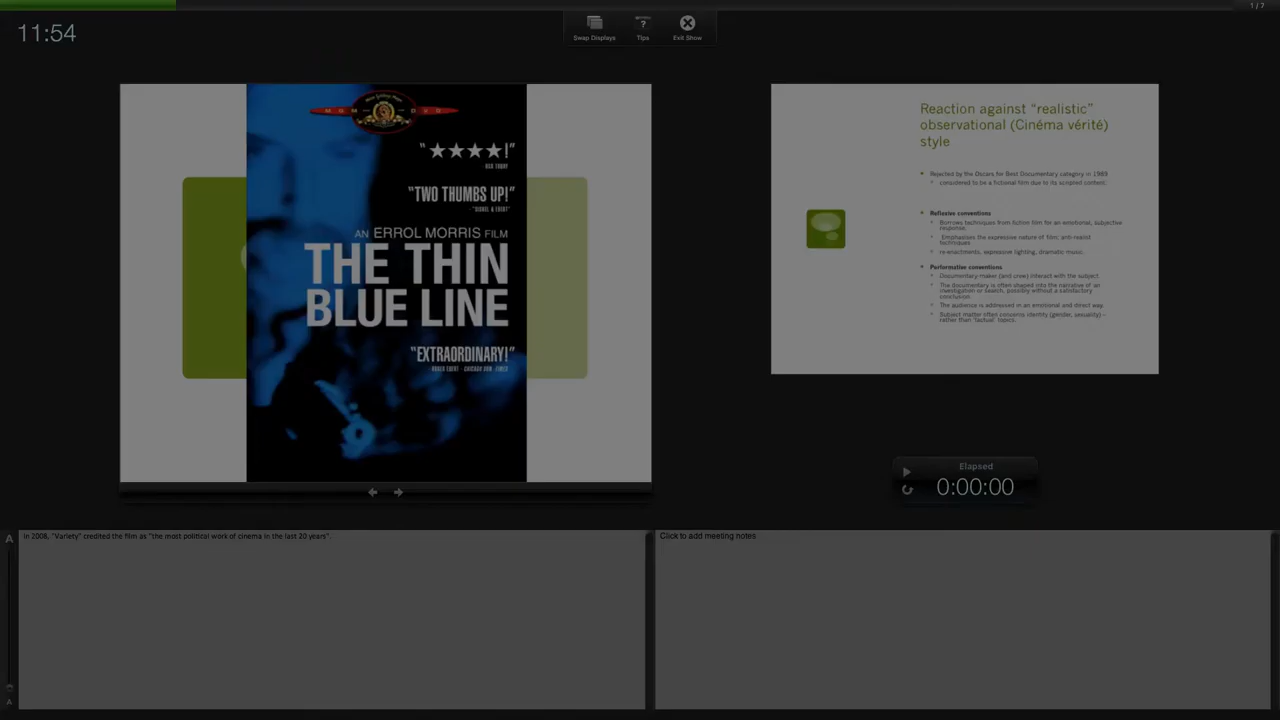 1 / 7
11:54
Swap Displays
Tips
Exit Show
"★★★★!"
USA TODAY
"TWO THUMBS UP!"
- "SISKEL & EBERT"
AN ERROL MORRIS FILM
THE THIN
BLUE LINE
"EXTRAORDINARY!"
Reaction against “realistic”
observational (Cinéma vérité)
style
Rejected by the Oscars for Best Documentary category in 1989
considered to be a fictional film due to its scripted content.
Reflexive conventions
Borrows techniques from fiction film for an emotional, subjective
response.
Emphasises the expressive nature of film; anti-realist
techniques
re-enactments, expressive lighting, dramatic music.
Performative conventions
Documentary-maker (and crew) interact with the subject
The documentary is often shaped into the narrative of an
investigation or search, possibly without a satisfactory
conclusion
The audience is addressed in an emotional and direct way.
Subject matter often concerns identity (gender, sexuality) –
rather than 'factual' topics.
Elapsed
0:00:00
A
In 2008, "Variety" credited the film as "the most political work of cinema in the last 20 years".
Click to add meeting notes
A